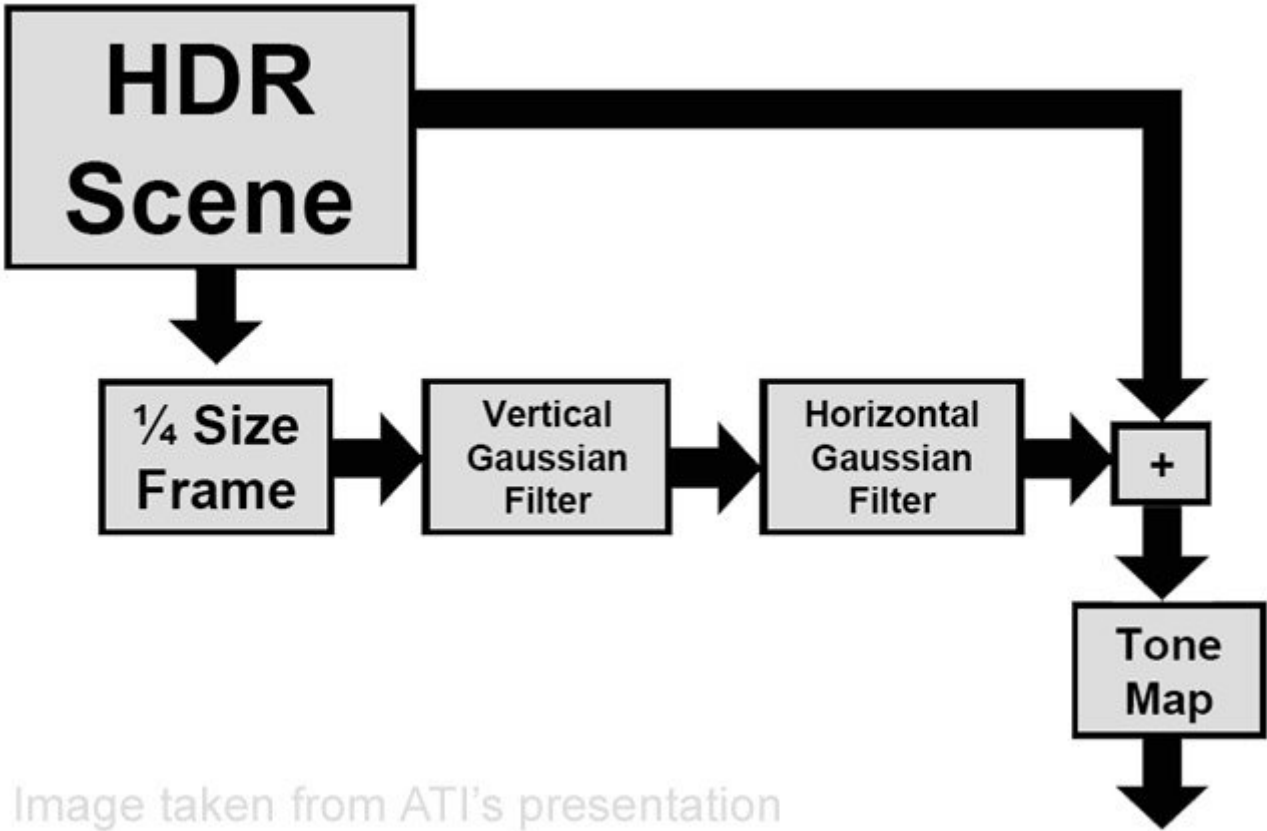 HDR
Scene
¼ Size
Frame
Vertical
Gaussian
Filter
Horizontal
Gaussian
Filter
+
Tone
Map
Image taken from ATI's presentation